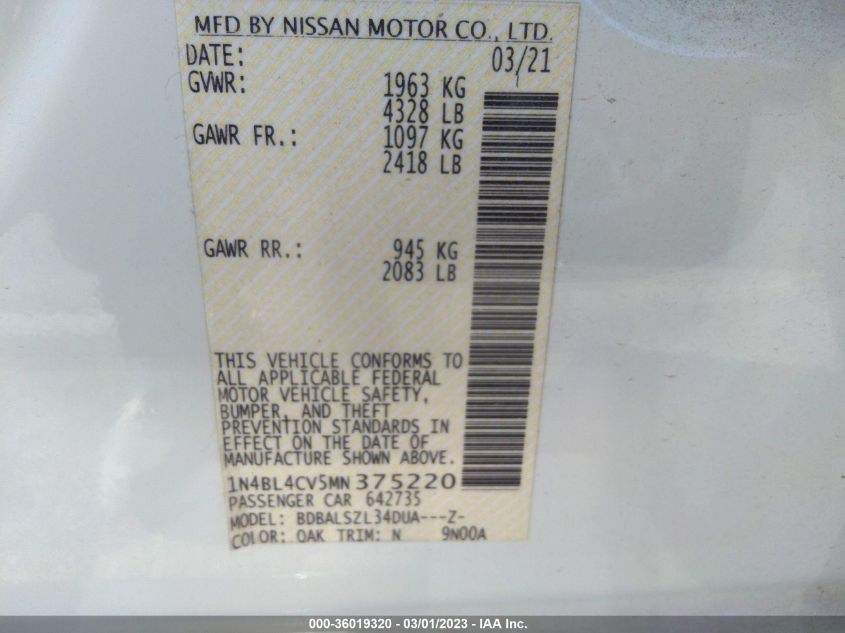 MFD BY NISSAN MOTOR CO., LTD.
DATE: 03/21
GVWR: 1963 KG
4328 LB
GAWR FR.: 1097 KG
2418 LB
GAWR RR.: 945 KG
2083 LB
THIS VEHICLE CONFORMS TO
ALL APPLICABLE FEDERAL
MOTOR VEHICLE SAFETY,
BUMPER, AND THEFT
PREVENTION STANDARDS IN
EFFECT ON THE DATE OF
MANUFACTURE SHOWN ABOVE.
1N4BL4CV5MN375220
PASSENGER CAR 642735
MODEL: BDBALSZL34DUA---Z-
COLOR: QAK TRIM: N 9N00A
000-36019320 - 03/01/2023 - IAA Inc.